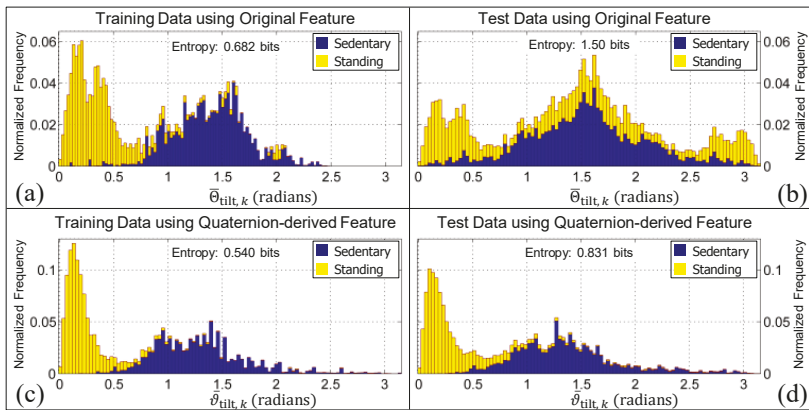 Training Data using Original Feature
Normalized Frequency
0.06
0.04
0.02
0
Entropy: 0.682 bits
Sedentary
Standing
0 0.5 1 1.5 2 2.5 3
(a)
Θ̅tilt, k (radians)
Test Data using Original Feature
Entropy: 1.50 bits
Sedentary
Standing
0.06
0.04
0.02
0
Normalized Frequency
0 0.5 1 1.5 2 2.5 3
Θ̅tilt, k (radians)
(b)
Training Data using Quaternion-derived Feature
Normalized Frequency
0.1
0.05
0
Entropy: 0.540 bits
Sedentary
Standing
0 0.5 1 1.5 2 2.5 3
(c)
ϑ̅tilt, k (radians)
Test Data using Quaternion-derived Feature
Entropy: 0.831 bits
Sedentary
Standing
0.1
0.05
0
Normalized Frequency
0 0.5 1 1.5 2 2.5 3
ϑ̅tilt, k (radians)
(d)